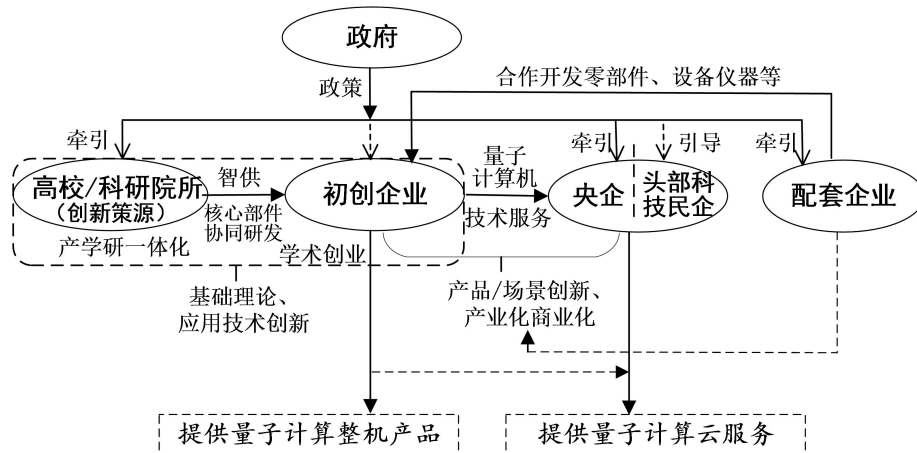 政府
政策
合作开发零部件、设备仪器等
牵引
牵引
引导
牵引
高校/科研院所
(创新策源)
智供
核心部件
协同研发
初创企业
量子
计算机
技术服务
央企
头部科
技民企
配套企业
产学研一体化
学术创业
基础理论、
应用技术创新
产品/场景创新、
产业化商业化
提供量子计算整机产品
提供量子计算云服务